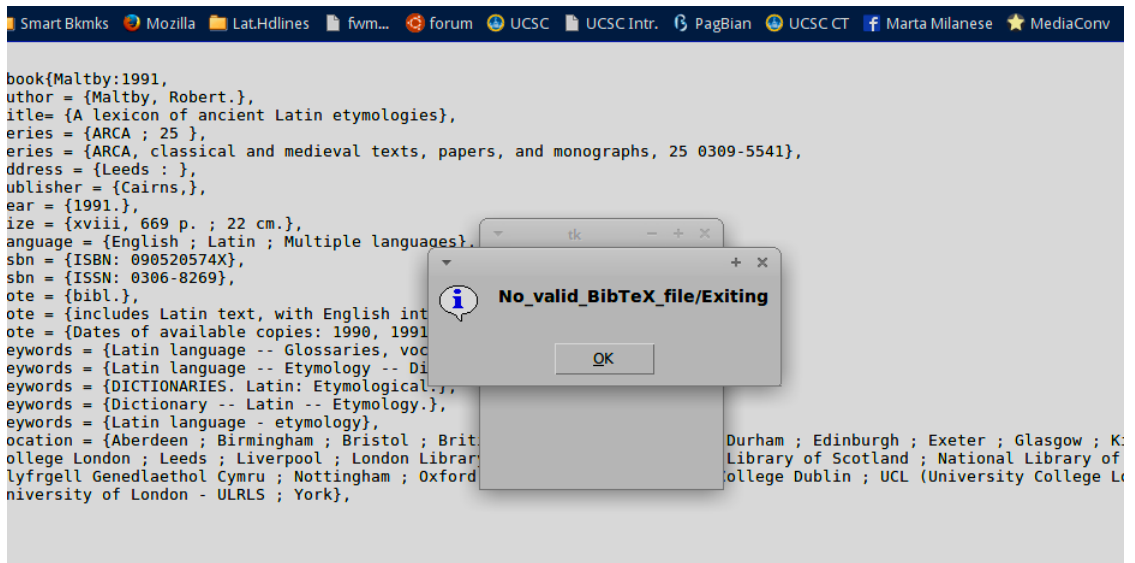 Smart Bkmks Mozilla Lat.Hdlines fwm... forum UCSC UCSC Intr. PagBian UCSC CT Marta Milanese MediaConv
book{Maltby:1991,
uthor = {Maltby, Robert.},
itle= {A lexicon of ancient Latin etymologies},
eries = {ARCA ; 25 },
eries = {ARCA, classical and medieval texts, papers, and monographs, 25 0309-5541},
ddress = {Leeds : },
ublisher = {Cairns,},
ear = {1991.},
ize = {xviii, 669 p. ; 22 cm.},
anguage = {English ; Latin ; Multiple languages},
tk
sbn = {ISBN: 090520574X},
sbn = {ISSN: 0306-8269},
ote = {bibl.},
ote = {includes Latin text, with English int
No_valid_BibTeX_file/Exiting
ote = {Dates of available copies: 1990, 1991
eywords = {Latin language -- Glossaries, voc
OK
eywords = {Latin language -- Etymology -- Di
eywords = {DICTIONARIES. Latin: Etymological.},
eywords = {Dictionary -- Latin -- Etymology.},
eywords = {Latin language - etymology},
ocation = {Aberdeen ; Birmingham ; Bristol ; Brit Durham ; Edinburgh ; Exeter ; Glasgow ; K
ollege London ; Leeds ; Liverpool ; London Library Library of Scotland ; National Library of
lyfrgell Genedlaethol Cymru ; Nottingham ; Oxford ollege Dublin ; UCL (University College L
niversity of London - ULRLS ; York},